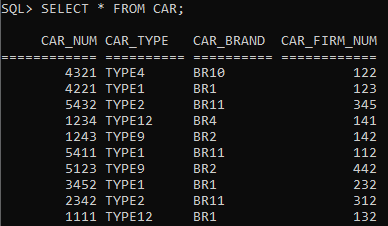 SQL> SELECT * FROM CAR;
CAR_NUM CAR_TYPE CAR_BRAND CAR_FIRM_NUM
============ ========== ========== ============
4321 TYPE4 BR10 122
4221 TYPE1 BR1 123
5432 TYPE2 BR11 345
1234 TYPE12 BR4 141
1243 TYPE9 BR2 142
5411 TYPE1 BR11 112
5123 TYPE9 BR2 442
3452 TYPE1 BR1 232
2342 TYPE2 BR11 312
1111 TYPE12 BR1 132